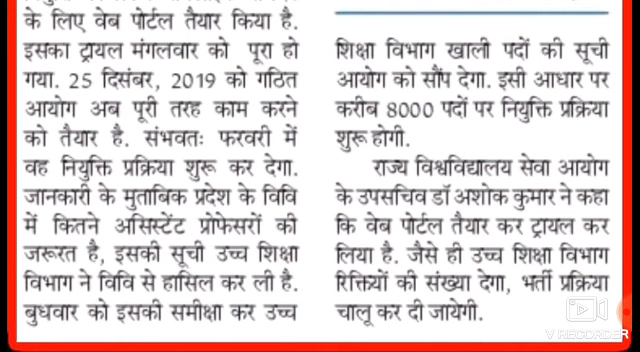 के लिए वेब पोर्टल तैयार किया है.
इसका ट्रायल मंगलवार को पूरा हो
गया. 25 दिसंबर, 2019 को गठित
आयोग अब पूरी तरह काम करने
को तैयार है. संभवतः फरवरी में
वह नियुक्ति प्रक्रिया शुरू कर देगा.
जानकारी के मुताबिक प्रदेश के विवि
में कितने असिस्टेंट प्रोफेसरों की
जरूरत है, इसकी सूची उच्च शिक्षा
विभाग ने विवि से हासिल कर ली है.
बुधवार को इसकी समीक्षा कर उच्च
शिक्षा विभाग खाली पदों की सूची
आयोग को सौंप देगा. इसी आधार पर
करीब 8000 पदों पर नियुक्ति प्रक्रिया
शुरू होगी.
राज्य विश्वविद्यालय सेवा आयोग
के उपसचिव डॉ अशोक कुमार ने कहा
कि वेब पोर्टल तैयार कर ट्रायल कर
लिया है. जैसे ही उच्च शिक्षा विभाग
रिक्तियों की संख्या देगा, भर्ती प्रक्रिया
चालू कर दी जायेगी.
V RECORDER